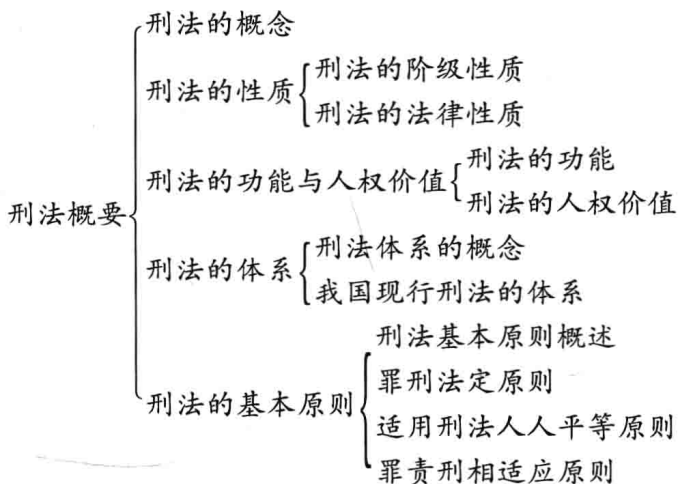 刑法的概念
刑法的性质
刑法的阶级性质
刑法的法律性质
刑法的功能与人权价值
刑法的功能
刑法的人权价值
刑法概要
刑法的体系
刑法体系的概念
我国现行刑法的体系
刑法的基本原则
刑法基本原则概述
罪刑法定原则
适用刑法人人平等原则
罪责刑相适应原则